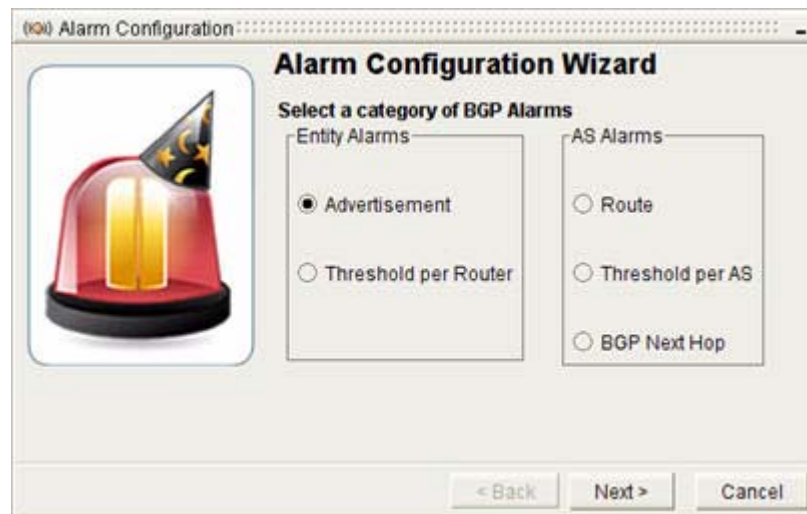 Alarm Configuration
Alarm Configuration Wizard
Select a category of BGP Alarms
Entity Alarms
Advertisement
Threshold per Router
AS Alarms
Route
Threshold per AS
BGP Next Hop
< Back
Next >
Cancel